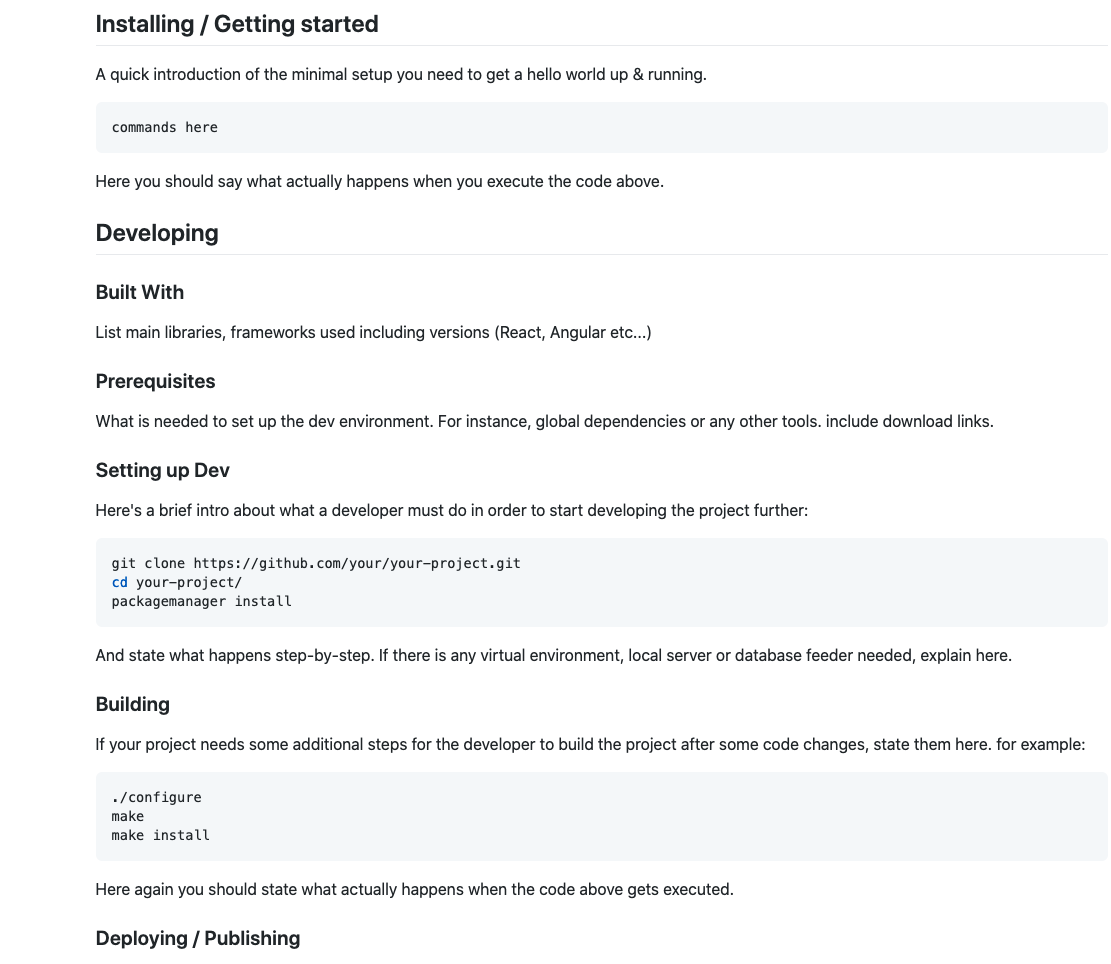 Installing / Getting started
A quick introduction of the minimal setup you need to get a hello world up & running.
commands here
Here you should say what actually happens when you execute the code above.
Developing
Built With
List main libraries, frameworks used including versions (React, Angular etc...)
Prerequisites
What is needed to set up the dev environment. For instance, global dependencies or any other tools. include download links.
Setting up Dev
Here's a brief intro about what a developer must do in order to start developing the project further:
git clone https://github.com/your/your-project.git
cd your-project/
packagemanager install
And state what happens step-by-step. If there is any virtual environment, local server or database feeder needed, explain here.
Building
If your project needs some additional steps for the developer to build the project after some code changes, state them here. for example:
./configure
make
make install
Here again you should state what actually happens when the code above gets executed.
Deploying / Publishing